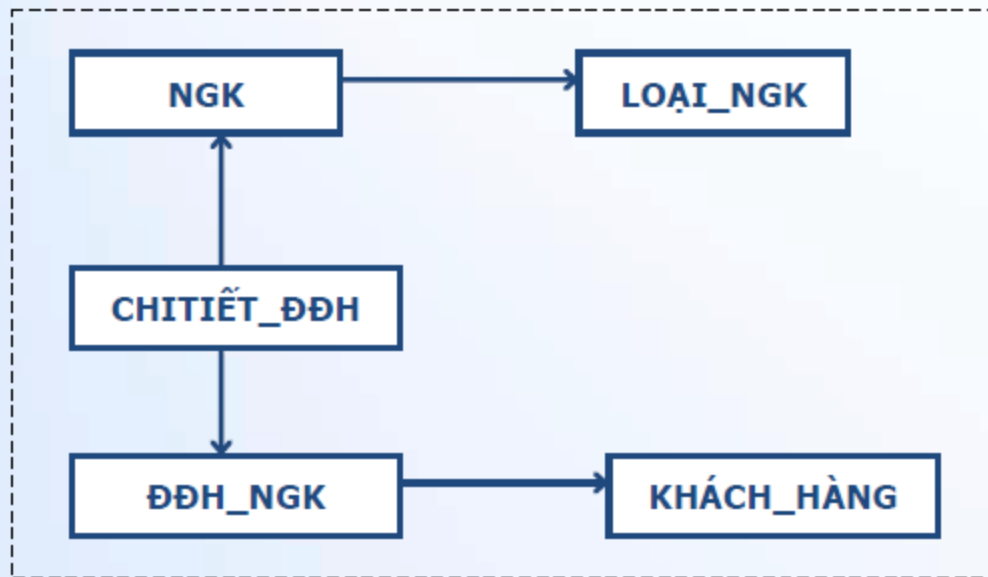 NGK
LOẠI_NGK
CHITIẾT_ĐĐH
ĐĐH_NGK
KHÁCH_HÀNG